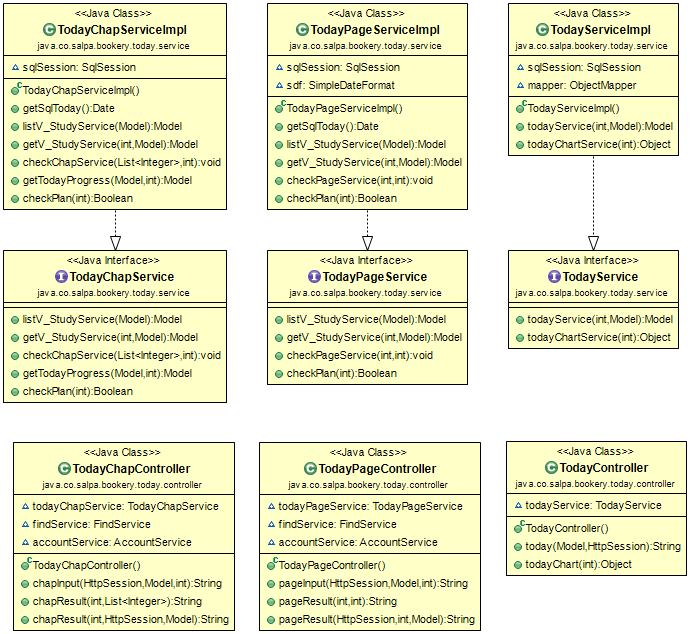 <<Java Class>>
TodayChapServiceImpl
java.co.salpa.bookery.today.service
sqlSession: SqlSession
TodayChapServiceImpl()
getSqlToday():Date
listV_StudyService(Model):Model
getV_StudyService(int,Model):Model
checkChapService(List<Integer>,int):void
getTodayProgress(Model,int):Model
checkPlan(int):Boolean
<<Java Class>>
TodayPageServiceImpl
java.co.salpa.bookery.today.service
sqlSession: SqlSession
sdf: SimpleDateFormat
TodayPageServiceImpl()
getSqlToday():Date
listV_StudyService(Model):Model
getV_StudyService(int,Model):Model
checkPageService(int,int):void
checkPlan(int):Boolean
<<Java Class>>
TodayServiceImpl
java.co.salpa.bookery.today.service
sqlSession: SqlSession
mapper: ObjectMapper
TodayServiceImpl()
todayService(int,Model):Model
todayChartService(int):Object
<<Java Interface>>
TodayChapService
java.co.salpa.bookery.today.service
listV_StudyService(Model):Model
getV_StudyService(int,Model):Model
checkChapService(List<Integer>,int):void
getTodayProgress(Model,int):Model
checkPlan(int):Boolean
<<Java Interface>>
TodayPageService
java.co.salpa.bookery.today.service
listV_StudyService(Model):Model
getV_StudyService(int,Model):Model
checkPageService(int,int):void
checkPlan(int):Boolean
<<Java Interface>>
TodayService
java.co.salpa.bookery.today.service
todayService(int,Model):Model
todayChartService(int):Object
<<Java Class>>
TodayChapController
java.co.salpa.bookery.today.controller
todayChapService: TodayChapService
findService: FindService
accountService: AccountService
TodayChapController()
chapInput(HttpSession,Model,int):String
chapResult(int,List<Integer>):String
chapResult(int,HttpSession,Model):String
<<Java Class>>
TodayPageController
java.co.salpa.bookery.today.controller
todayPageService: TodayPageService
findService: FindService
accountService: AccountService
TodayPageController()
pageInput(HttpSession,Model,int):String
pageResult(int,int):String
pageResult(HttpSession,int,Model):String
<<Java Class>>
TodayController
java.co.salpa.bookery.today.controller
todayService: TodayService
TodayController()
today(Model,HttpSession):String
todayChart(int):Object